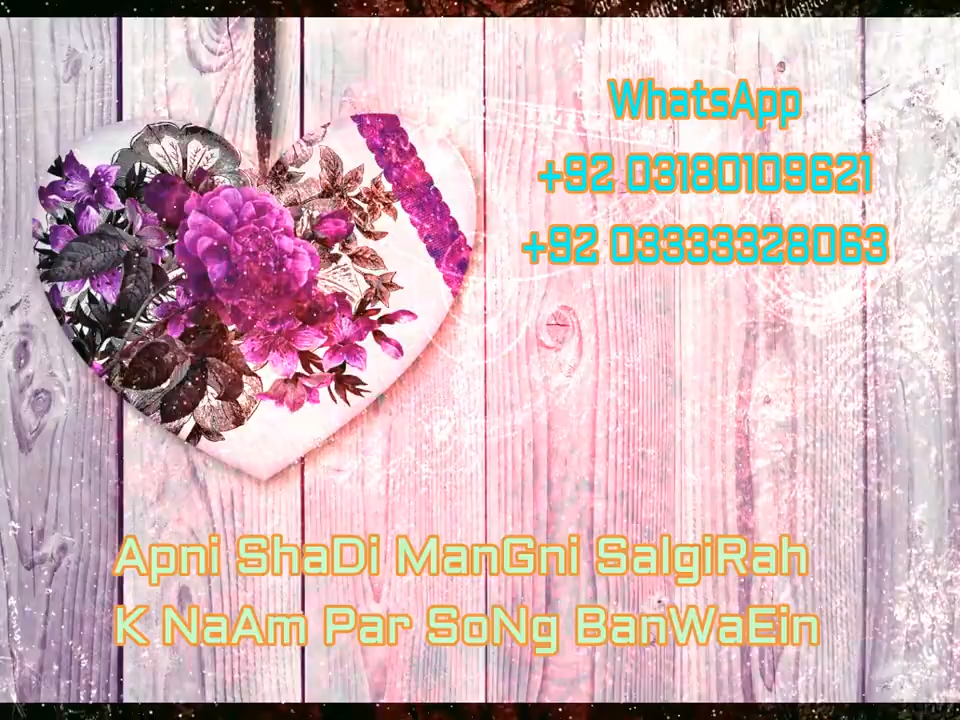 WhatsApp
+92 03180109621
+92 03333328063
Apni ShaDi ManGni SalgiRah
K NaAm Par SoNg BanWaEin